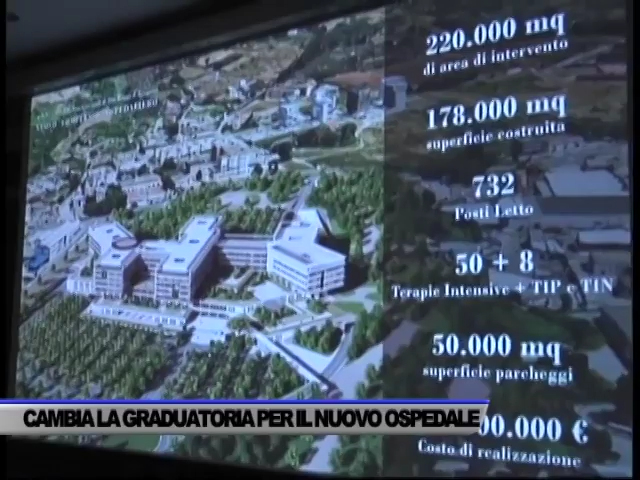 220.000 mq
di area di intervento
178.000 mq
superficie costruita
732
Posti Letto
50 + 8
Terapie Intensive + TIP e TIN
50.000 mq
superficie parcheggi
00.000 €
Costo di realizzazione
CAMBIA LA GRADUATORIA PER IL NUOVO OSPEDALE